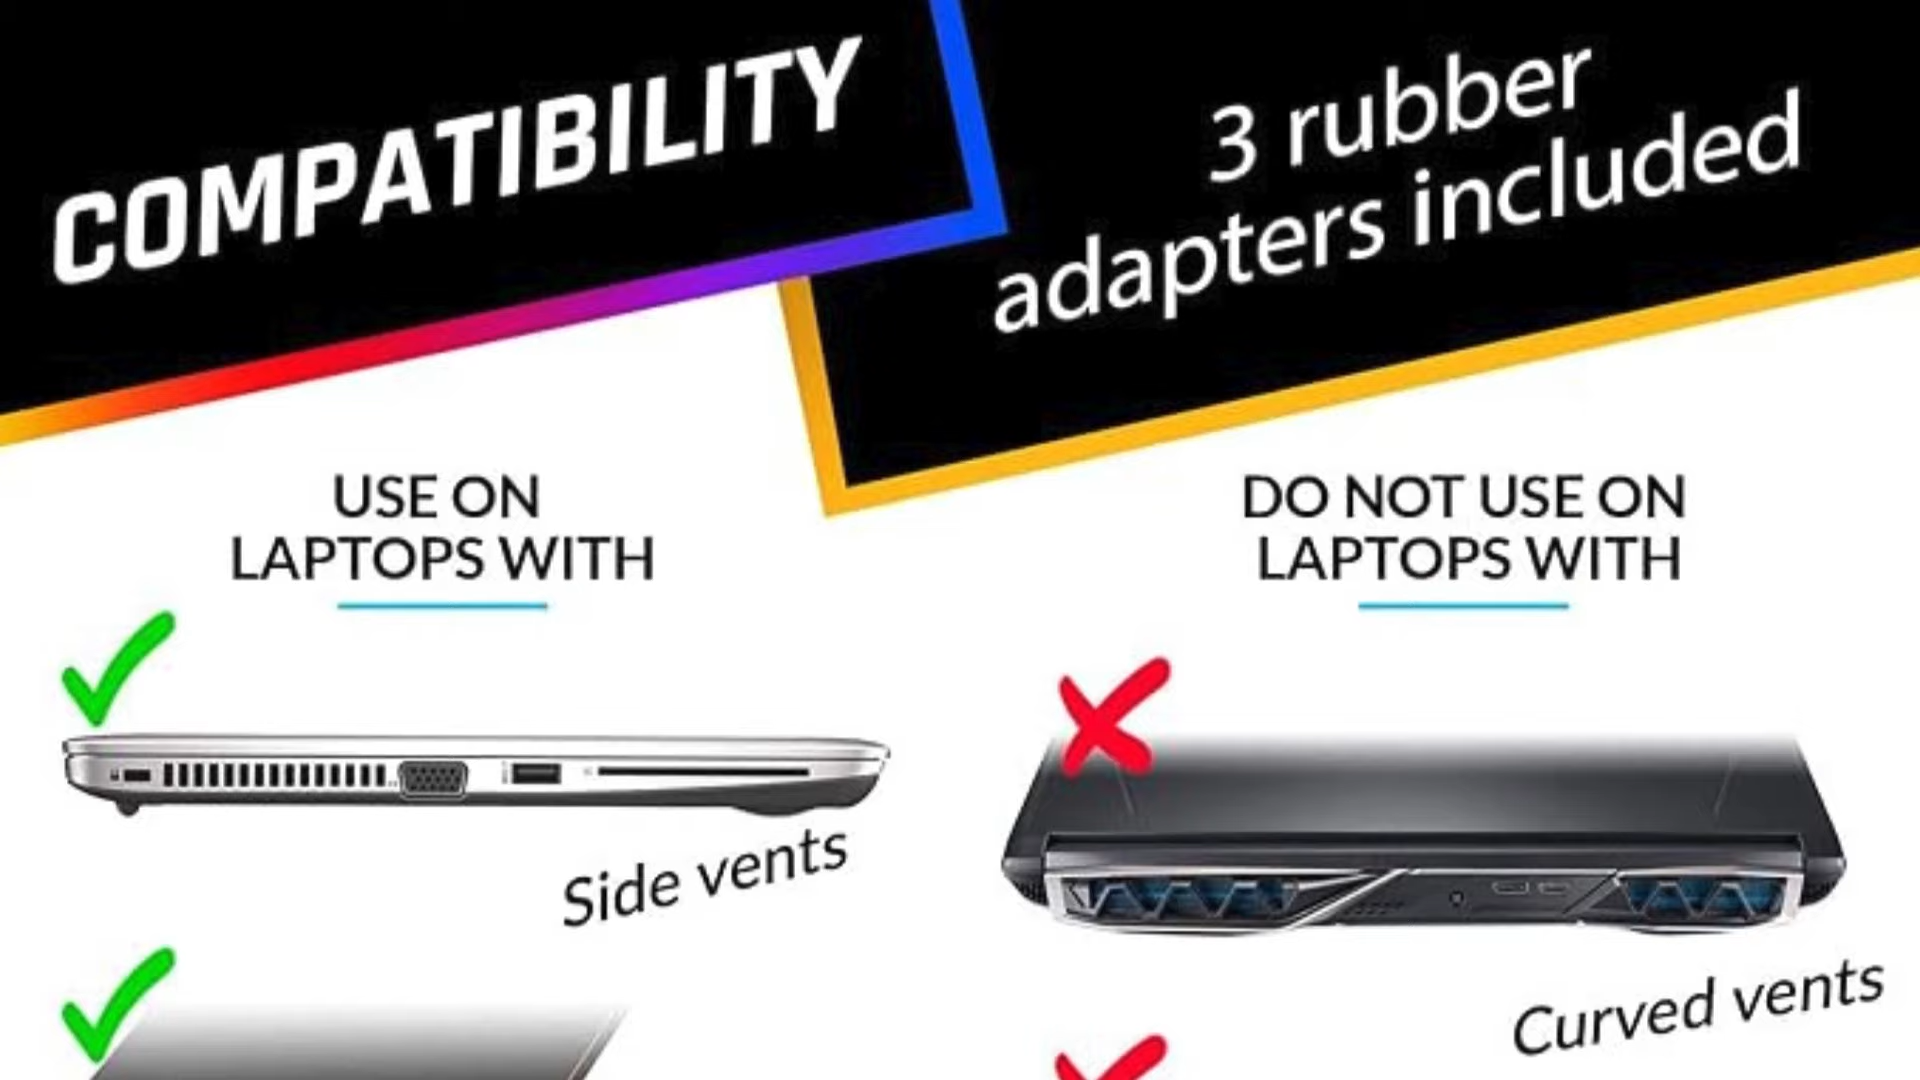 COMPATIBILITY
3 rubber
adapters included
USE ON
LAPTOPS WITH
Side vents
DO NOT USE ON
LAPTOPS WITH
Curved vents